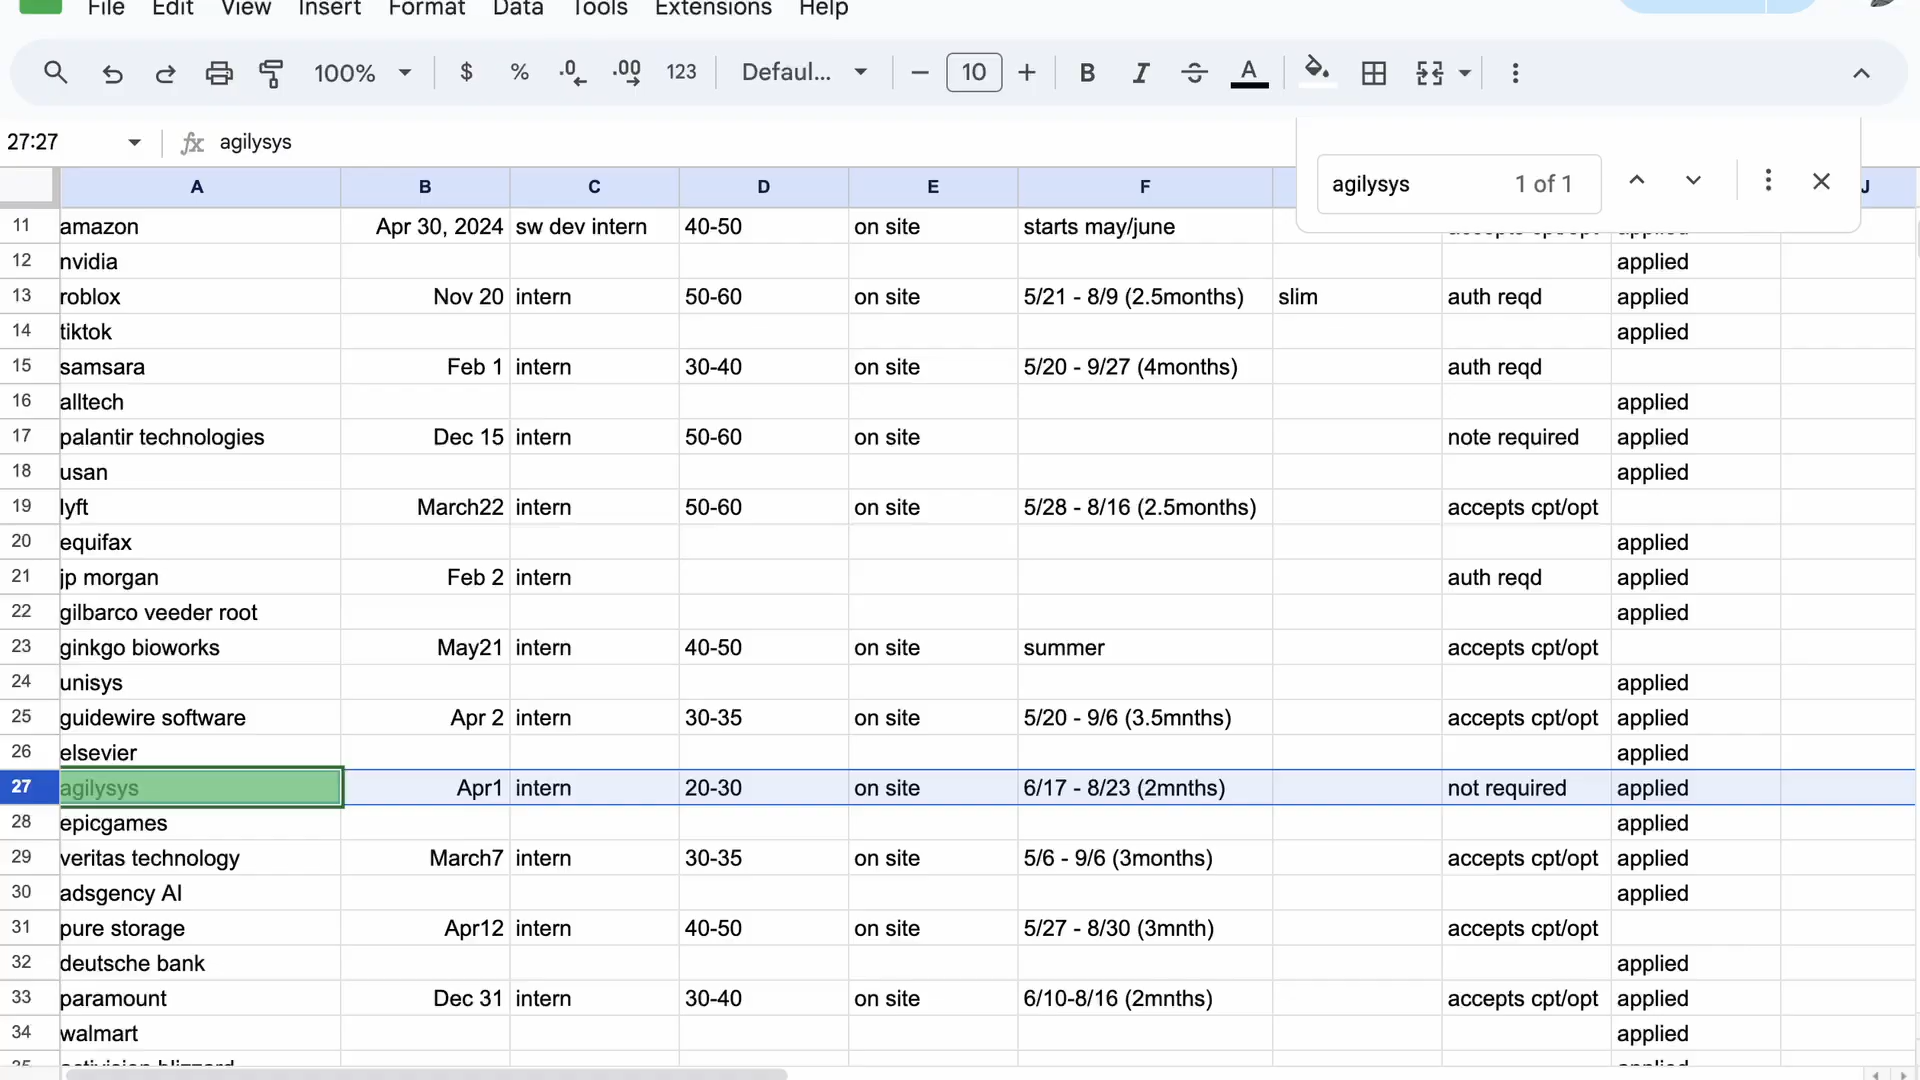 File Edit View Insert Format Data Tools Extensions Help
100% $ % .0 .00 123 Defaul... 10 B I A
27:27 fx agilysys
agilysys 1 of 1
A B C D E F J
11 amazon Apr 30, 2024 sw dev intern 40-50 on site starts may/june
12 nvidia applied
13 roblox Nov 20 intern 50-60 on site 5/21 - 8/9 (2.5months) slim auth reqd applied
14 tiktok applied
15 samsara Feb 1 intern 30-40 on site 5/20 - 9/27 (4months) auth reqd
16 alltech applied
17 palantir technologies Dec 15 intern 50-60 on site note required applied
18 usan applied
19 lyft March22 intern 50-60 on site 5/28 - 8/16 (2.5months) accepts cpt/opt
20 equifax applied
21 jp morgan Feb 2 intern auth reqd applied
22 gilbarco veeder root applied
23 ginkgo bioworks May21 intern 40-50 on site summer accepts cpt/opt
24 unisys applied
25 guidewire software Apr 2 intern 30-35 on site 5/20 - 9/6 (3.5mnths) accepts cpt/opt applied
26 elsevier applied
27 agilysys Apr1 intern 20-30 on site 6/17 - 8/23 (2mnths) not required applied
28 epicgames applied
29 veritas technology March7 intern 30-35 on site 5/6 - 9/6 (3months) accepts cpt/opt applied
30 adsgency AI applied
31 pure storage Apr12 intern 40-50 on site 5/27 - 8/30 (3mnth) accepts cpt/opt
32 deutsche bank applied
33 paramount Dec 31 intern 30-40 on site 6/10-8/16 (2mnths) accepts cpt/opt applied
34 walmart applied